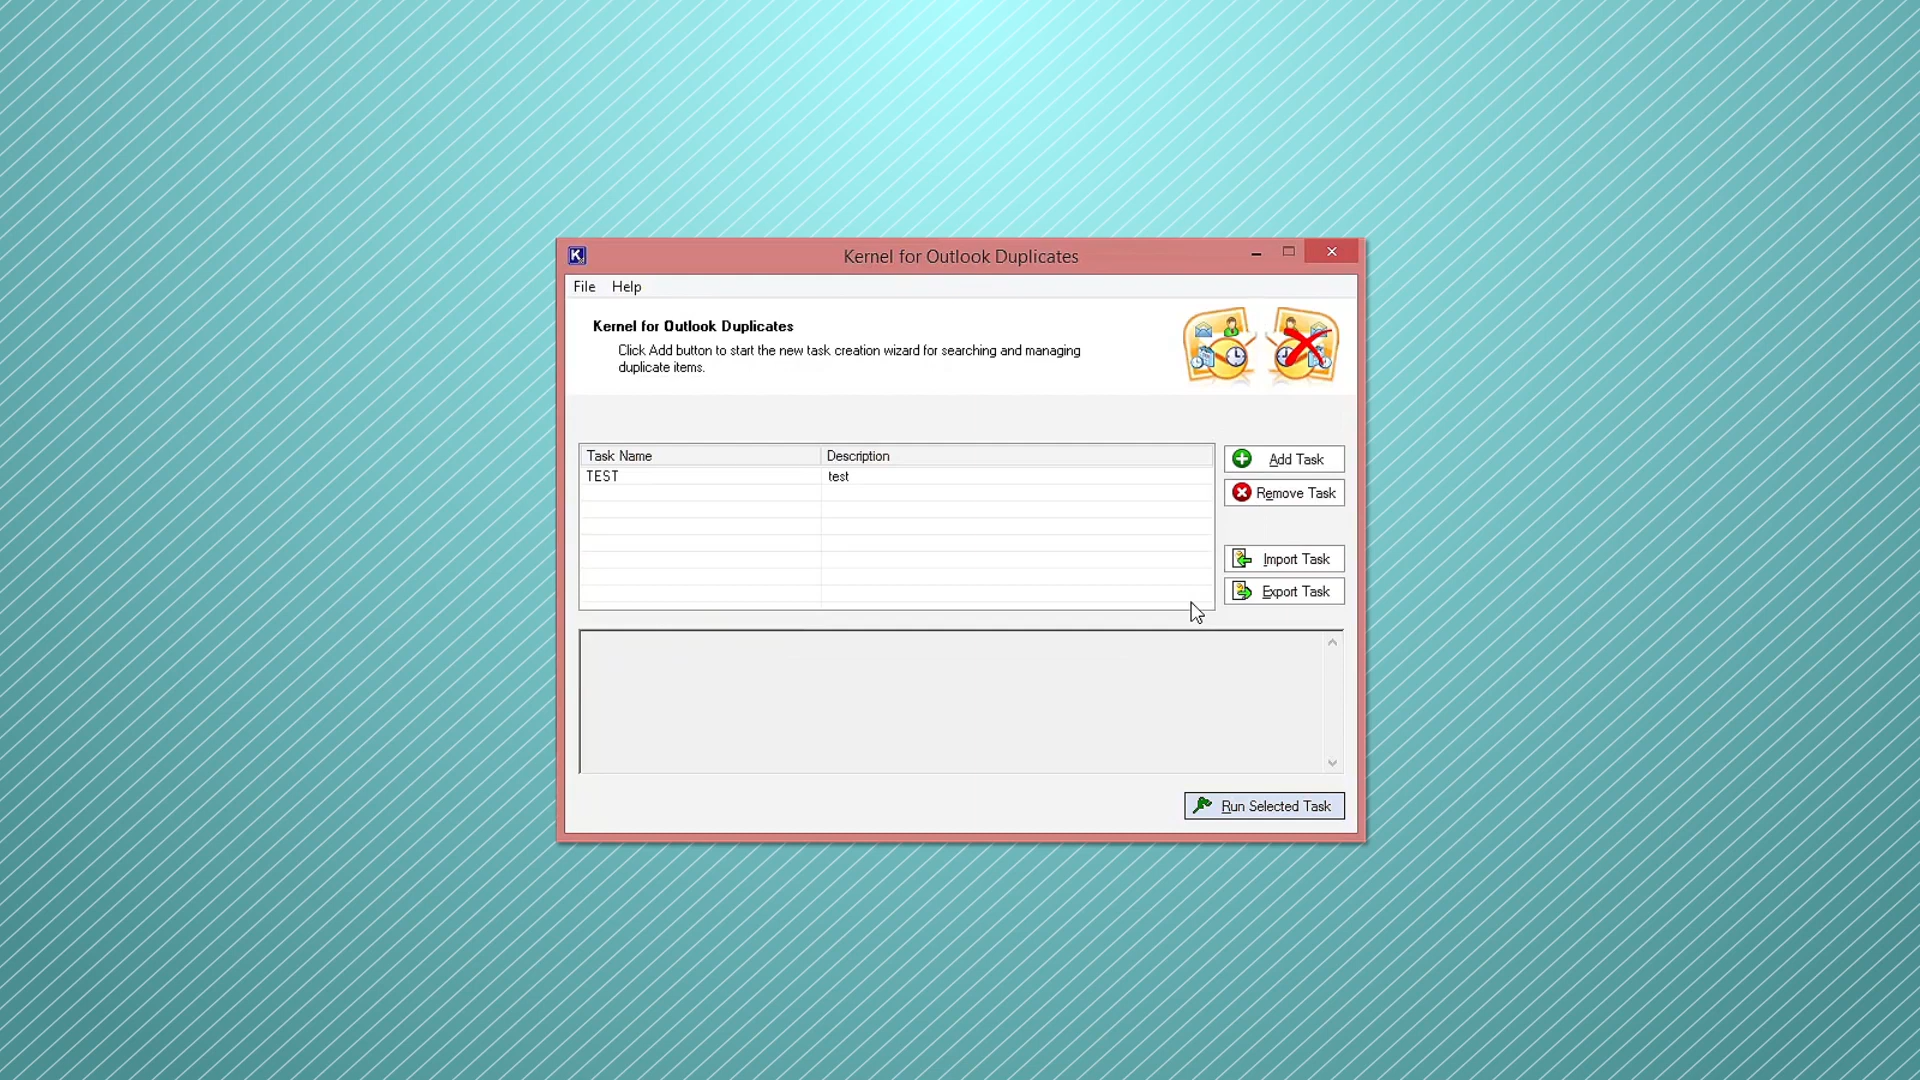 Kernel for Outlook Duplicates
File Help
Kernel for Outlook Duplicates
Click Add button to start the new task creation wizard for searching and managing
duplicate items.
Task Name Description
TEST test
Add Task
Remove Task
Import Task
Export Task
Run Selected Task